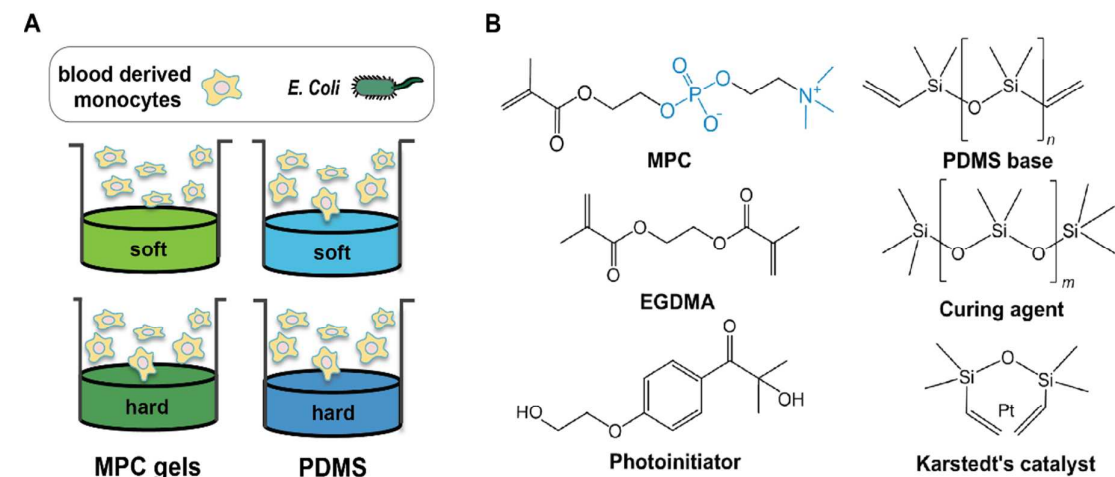 A
blood derived
monocytes
E. Coli
soft
soft
hard
hard
MPC gels
PDMS
B
O
O
O
O
P
O
O-
N+
MPC
Si
O
Si
n
PDMS base
O
O
O
O
EGDMA
Si
O
Si
O
Si
m
Curing agent
HO
O
O
OH
Photoinitiator
O
Si
Si
Pt
Karstedt's catalyst